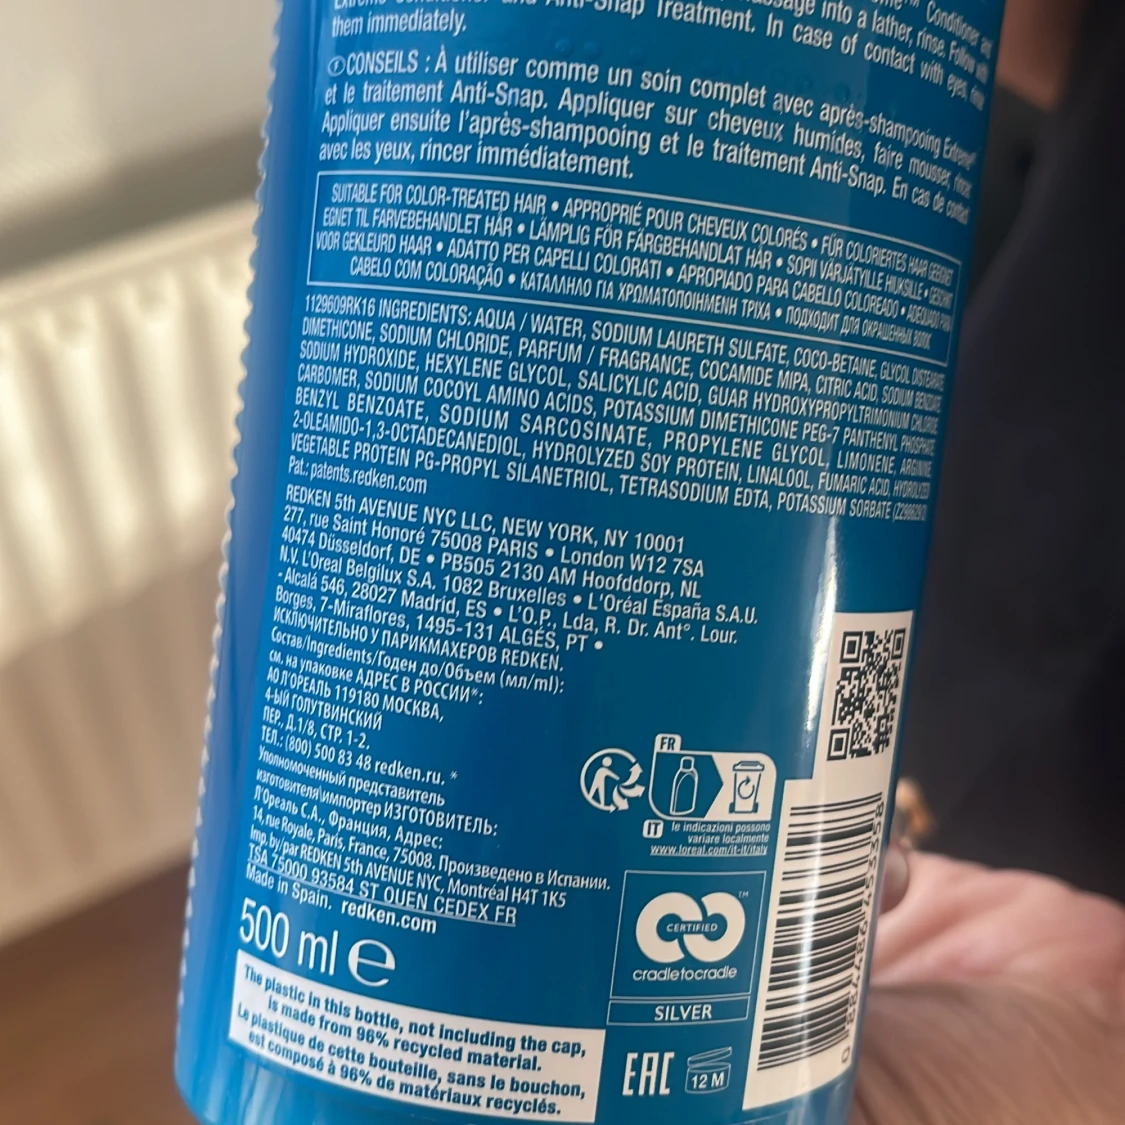 Treatment. In case of contact with eyes, rinse
them immediately.
CONSEILS : À utiliser comme un soin complet avec après-shampooing Extreme
et le traitement Anti-Snap. Appliquer sur cheveux humides, faire mousser, rincer.
Appliquer ensuite l'après-shampooing et le traitement Anti-Snap. En cas de contact
avec les yeux, rincer immédiatement.
SUITABLE FOR COLOR-TREATED HAIR • APPROPRIÉ POUR CHEVEUX COLORÉS • FÜR COLORIERTES HAAR GEEIGNET
EGNET TIL FARVEBEHANDLET HÅR • LÄMPLIG FÖR FÄRGBEHANDLAT HÅR • SOPII VÄRJÄTYILLE HIUKSILLE • GESCHIKT
VOOR GEKLEURD HAAR • ADATTO PER CAPELLI COLORATI • APROPIADO PARA CABELLO COLOREADO • ADEQUADO PARA
CABELO COM COLORAÇÃO • ΚΑΤΑΛΛΗΛΟ ΓΙΑ ΧΡΩΜΑΤΟΠΟΙΗΜΕΝΗ ΤΡΙΧΑ • ПОДХОДИТ ДЛЯ ОКРАШЕННЫХ ВОЛОС
1129609RK16 INGREDIENTS: AQUA / WATER, SODIUM LAURETH SULFATE, COCO-BETAINE, GLYCOL DISTEARATE,
DIMETHICONE, SODIUM CHLORIDE, PARFUM / FRAGRANCE, COCAMIDE MIPA, CITRIC ACID, SODIUM BENZOATE,
SODIUM HYDROXIDE, HEXYLENE GLYCOL, SALICYLIC ACID, GUAR HYDROXYPROPYLTRIMONIUM CHLORIDE,
CARBOMER, SODIUM COCOYL AMINO ACIDS, POTASSIUM DIMETHICONE PEG-7 PANTHENYL PHOSPHATE,
BENZYL BENZOATE, SODIUM SARCOSINATE, PROPYLENE GLYCOL, LIMONENE, ARGININE,
2-OLEAMIDO-1,3-OCTADECANEDIOL, HYDROLYZED SOY PROTEIN, LINALOOL, FUMARIC ACID, HYDROLYZED
VEGETABLE PROTEIN PG-PROPYL SILANETRIOL, TETRASODIUM EDTA, POTASSIUM SORBATE
Pat.: patents.redken.com
REDKEN 5th AVENUE NYC LLC, NEW YORK, NY 10001
277, rue Saint Honoré 75008 PARIS • London W12 7SA
40474 Düsseldorf, DE • PB505 2130 AM Hoofddorp, NL
N.V. L'Oreal Belgilux S.A. 1082 Bruxelles • L'Oréal España S.A.U.
- Alcalá 546, 28027 Madrid, ES • L'O.P., Lda, R. Dr. Ant°. Lour.
Borges, 7-Miraflores, 1495-131 ALGÉS, PT •
ИСКЛЮЧИТЕЛЬНО У ПАРИКМАХЕРОВ REDKEN.
Состав/Ingredients/Годен до/Объем (мл/ml):
см. на упаковке АДРЕС В РОССИИ*:
АО Л'ОРЕАЛЬ 119180 МОСКВА,
4-ЫЙ ГОЛУТВИНСКИЙ
ПЕР., Д.1/8, СТР. 1-2.
ТЕЛ.: (800) 500 83 48 redken.ru. *
Уполномоченный представитель
изготовителя\импортер ИЗГОТОВИТЕЛЬ:
Л'Ореаль С.А., Франция, Адрес:
14, rue Royale, Paris, France, 75008. Произведено в Испании.
Imp. by/par REDKEN 5th AVENUE NYC, Montréal H4T 1K5
TSA 75000 93584 ST OUEN CEDEX FR
Made in Spain. redken.com
500 ml e
The plastic in this bottle, not including the cap,
is made from 96% recycled material.
Le plastique de cette bouteille, sans le bouchon,
est composé à 96% de matériaux recyclés.
FR
IT le indicazioni possono
variare localmente
www.loreal.com/it-it/italy
CERTIFIED
TM
cradletocradle
SILVER
EAC
12 M